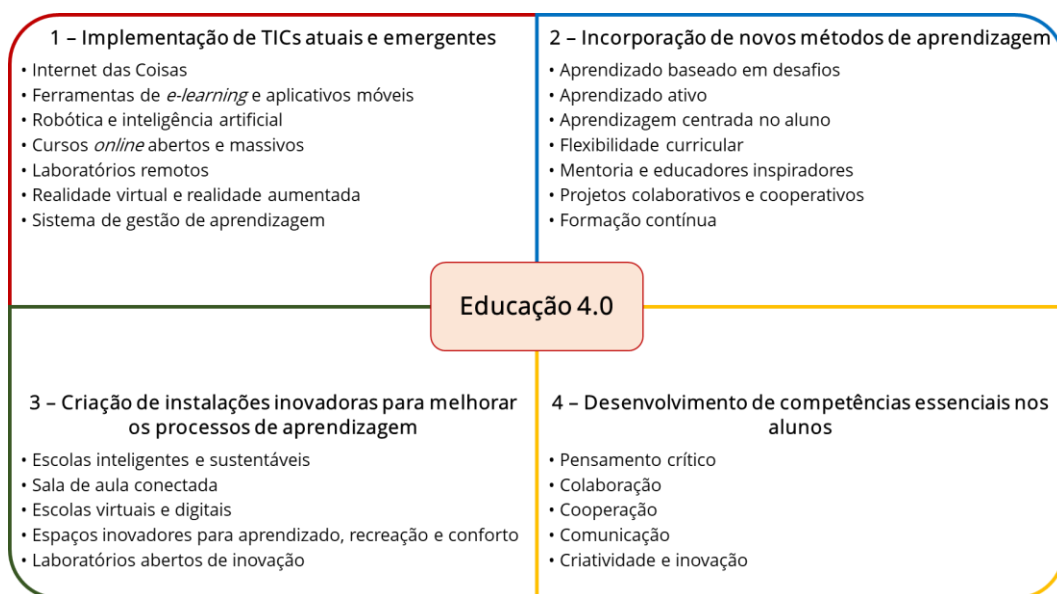 1 – Implementação de TICs atuais e emergentes
• Internet das Coisas
• Ferramentas de e-learning e aplicativos móveis
• Robótica e inteligência artificial
• Cursos online abertos e massivos
• Laboratórios remotos
• Realidade virtual e realidade aumentada
• Sistema de gestão de aprendizagem
2 – Incorporação de novos métodos de aprendizagem
• Aprendizado baseado em desafios
• Aprendizado ativo
• Aprendizagem centrada no aluno
• Flexibilidade curricular
• Mentoria e educadores inspiradores
• Projetos colaborativos e cooperativos
• Formação contínua
Educação 4.0
3 – Criação de instalações inovadoras para melhorar
os processos de aprendizagem
• Escolas inteligentes e sustentáveis
• Sala de aula conectada
• Escolas virtuais e digitais
• Espaços inovadores para aprendizado, recreação e conforto
• Laboratórios abertos de inovação
4 – Desenvolvimento de competências essenciais nos
alunos
• Pensamento crítico
• Colaboração
• Cooperação
• Comunicação
• Criatividade e inovação